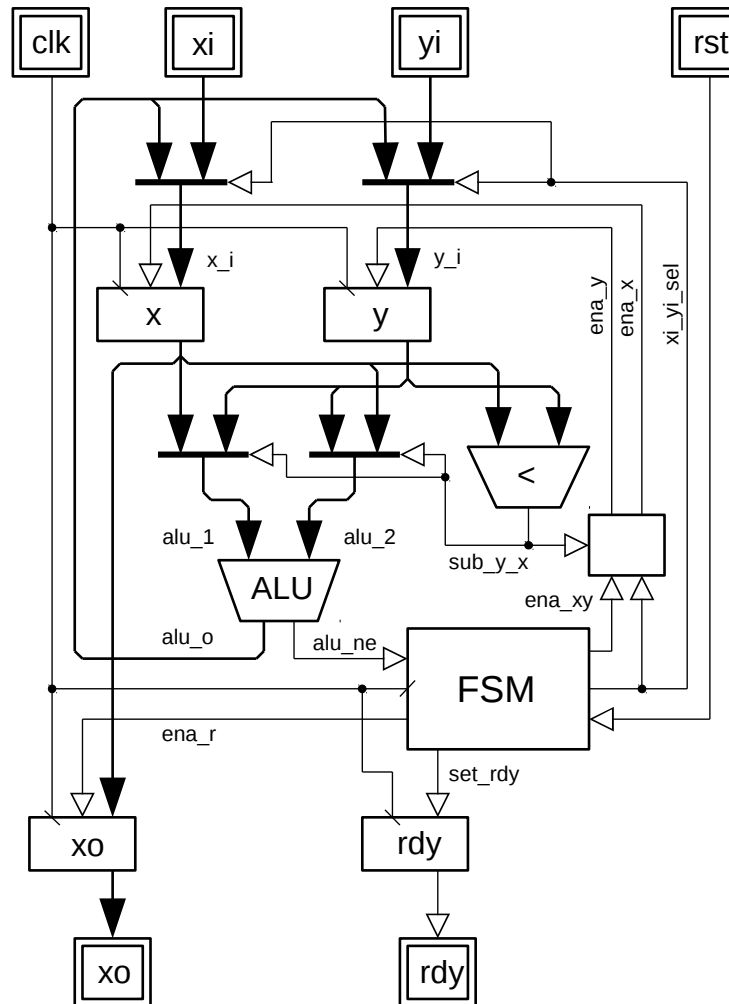 clk
xi
yi
rst
x_i
y_i
ena_y
ena_x
xi_yi_sel
x
y
<
alu_1
alu_2
sub_y_x
ALU
ena_xy
alu_o
alu_ne
FSM
ena_r
set_rdy
xo
rdy
xo
rdy